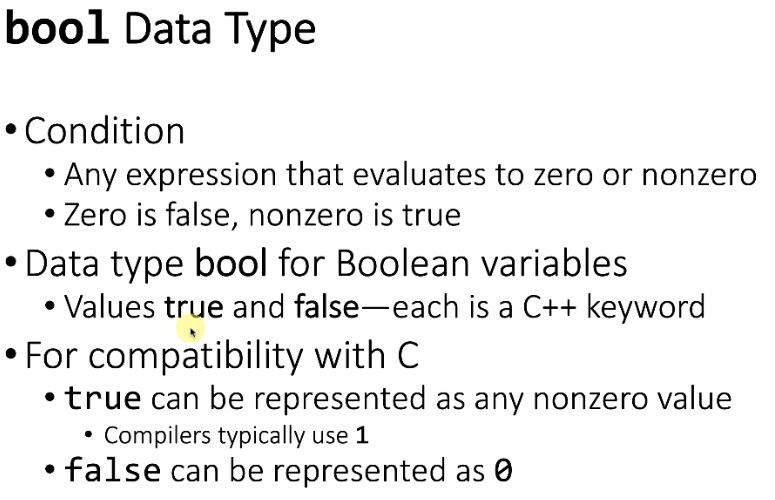 bool Data Type
• Condition
• Any expression that evaluates to zero or nonzero
• Zero is false, nonzero is true
• Data type bool for Boolean variables
• Values true and false—each is a C++ keyword
• For compatibility with C
• true can be represented as any nonzero value
• Compilers typically use 1
• false can be represented as 0